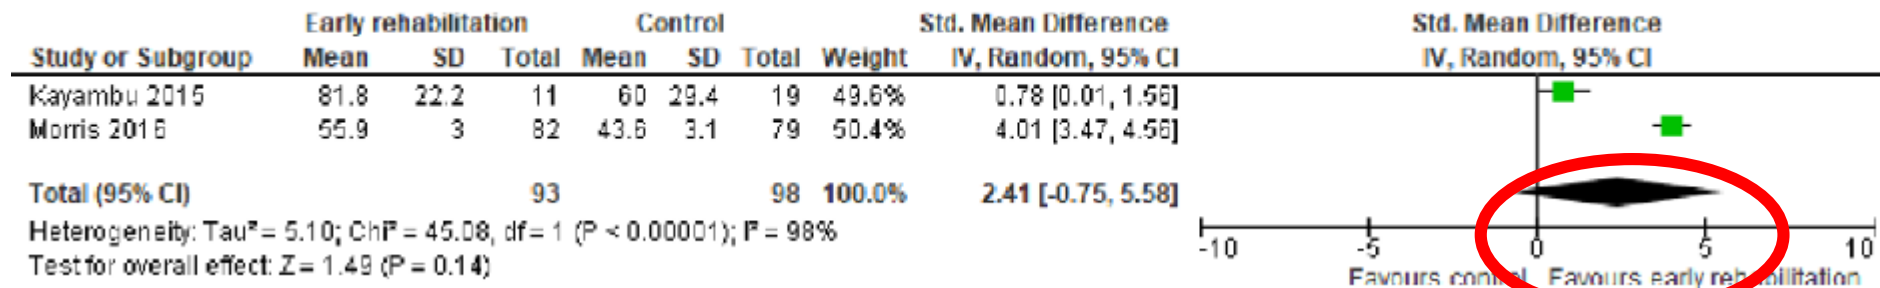 Early rehabilitation Control Std. Mean Difference Std. Mean Difference
Study or Subgroup Mean SD Total Mean SD Total Weight IV, Random, 95% CI IV, Random, 95% CI
Kayambu 2015 81.8 22.2 11 60 29.4 19 49.6% 0.78 [0.01, 1.56]
Morris 2016 55.9 3 82 43.6 3.1 79 50.4% 4.01 [3.47, 4.56]
Total (95% CI) 93 98 100.0% 2.41 [-0.75, 5.58]
Heterogeneity: Tau² = 5.10; Chi² = 45.08, df = 1 (P < 0.00001); I² = 98%
Test for overall effect: Z = 1.49 (P = 0.14)
-10 -5 0 5 10
Favours control Favours early rehabilitation